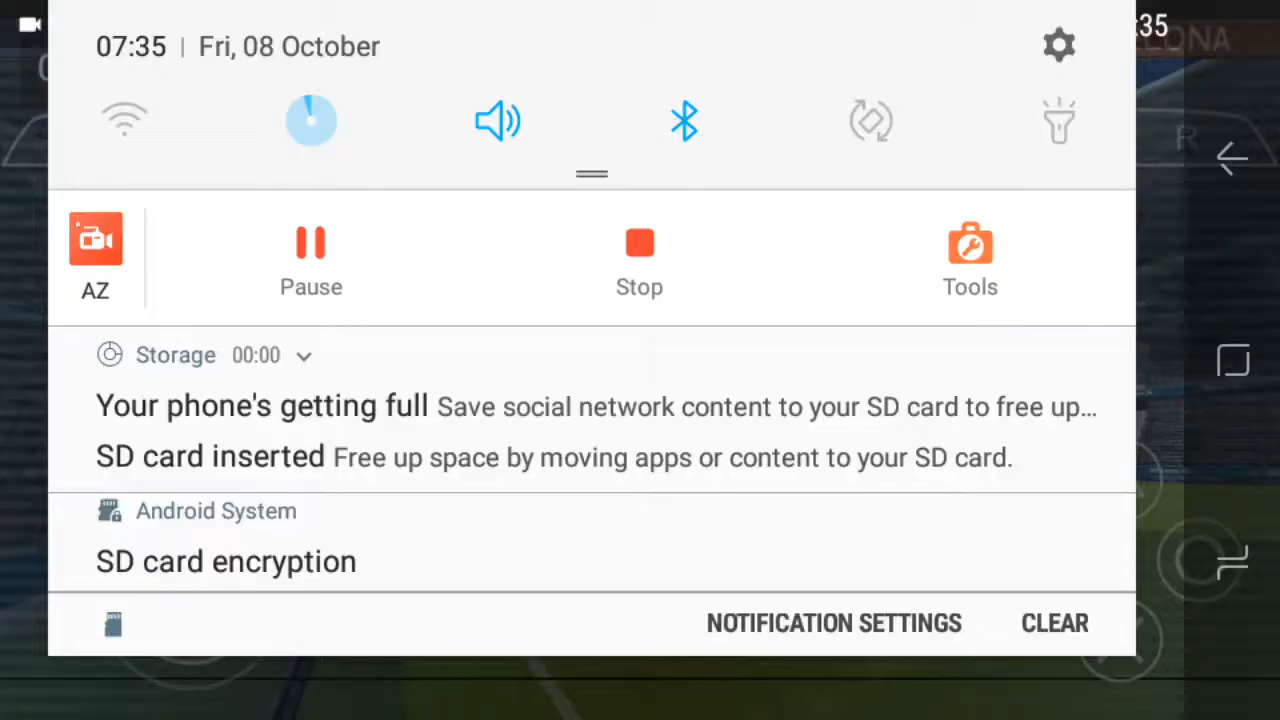 07:35 | Fri, 08 October
:35
LONA
R
AZ
Pause
Stop
Tools
Storage 00:00
Your phone's getting full Save social network content to your SD card to free up...
SD card inserted Free up space by moving apps or content to your SD card.
Android System
SD card encryption
NOTIFICATION SETTINGS
CLEAR